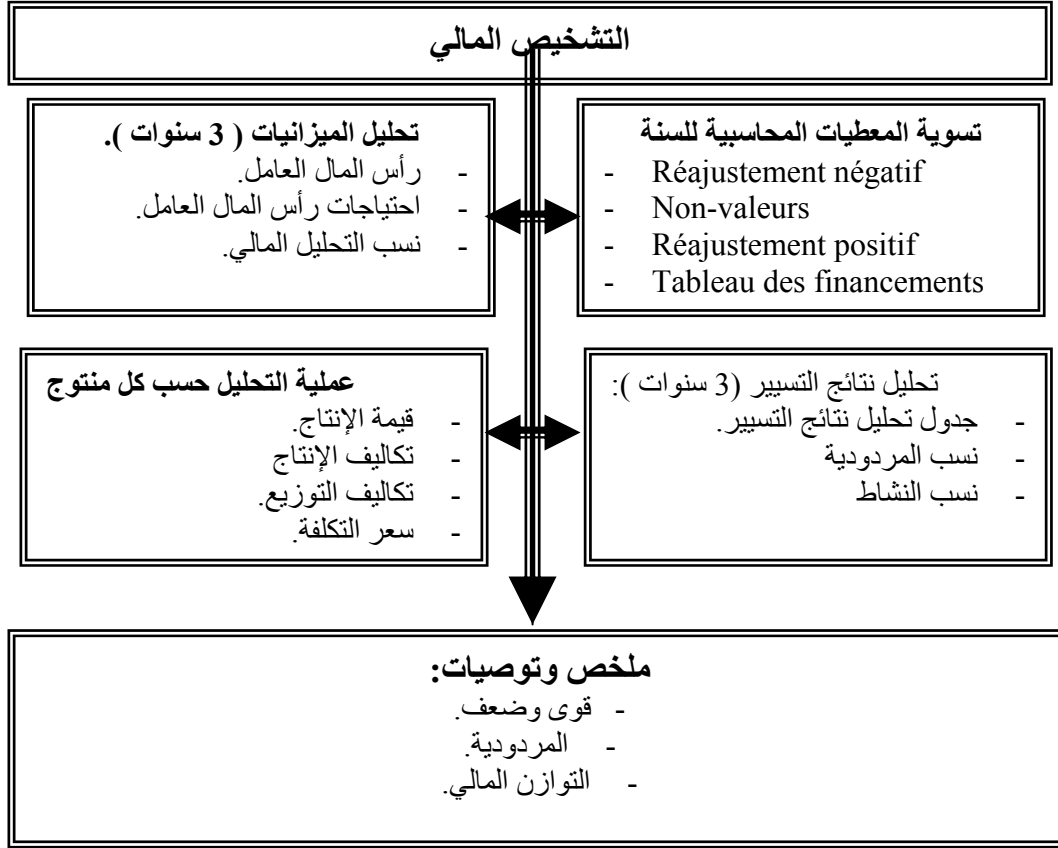 التشخيص المالي
تسوية المعطيات المحاسبية للسنة
- Réajustement négatif
- Non-valeurs
- Réajustement positif
- Tableau des financements
تحليل الميزانيات ( 3 سنوات ).
- رأس المال العامل.
- احتياجات رأس المال العامل.
- نسب التحليل المالي.
تحليل نتائج التسيير (3 سنوات ):
- جدول تحليل نتائج التسيير.
- نسب المردودية
- نسب النشاط
عملية التحليل حسب كل منتوج
- قيمة الإنتاج.
- تكاليف الإنتاج
- تكاليف التوزيع.
- سعر التكلفة.
ملخص وتوصيات:
- قوى وضعف.
- المردودية.
- التوازن المالي.